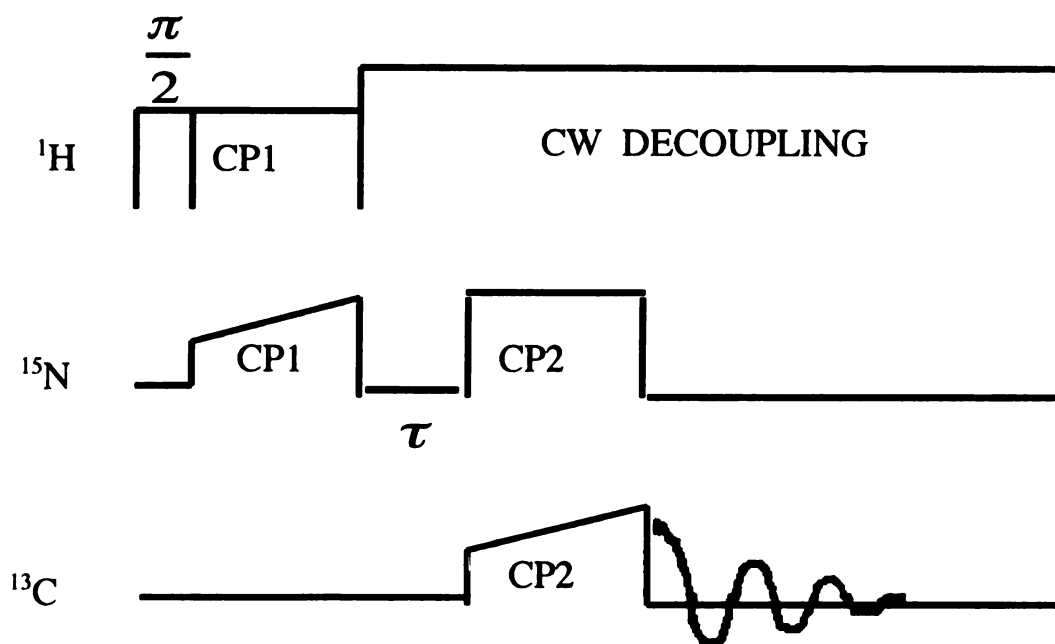 π
2
¹H CP1 CW DECOUPLING
¹⁵N CP1 CP2
τ
¹³C CP2